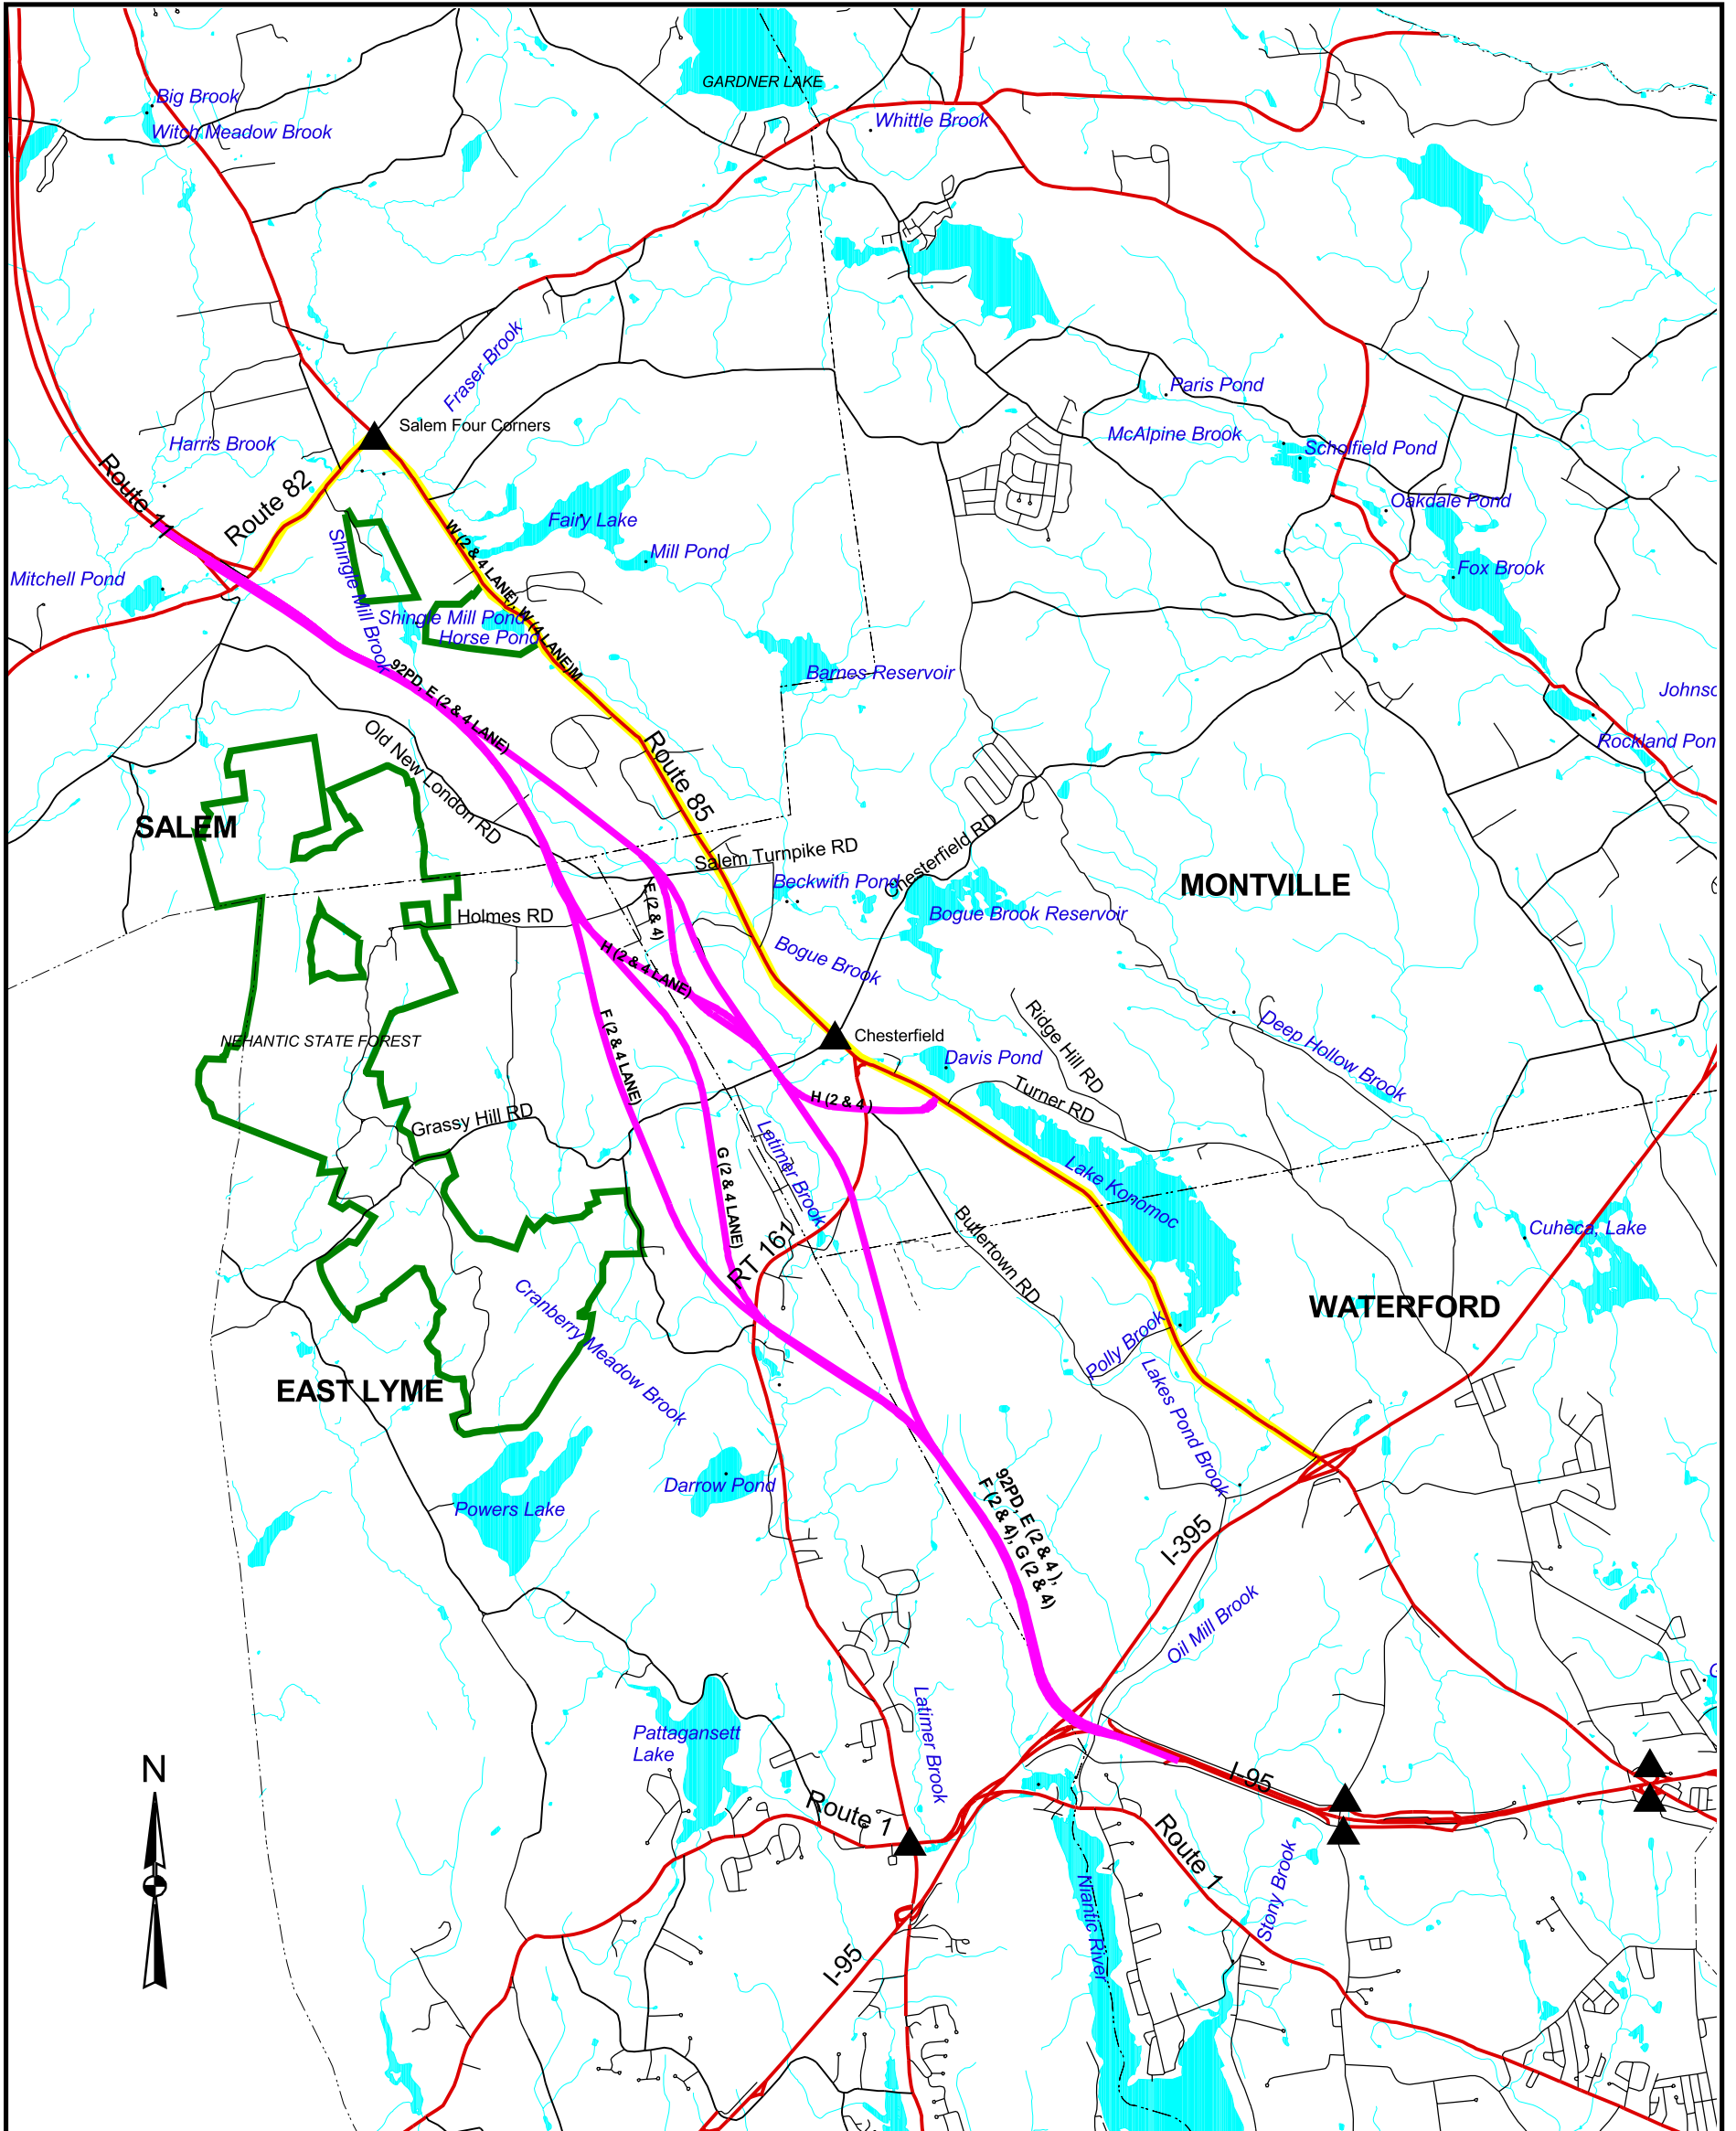 GARDNER LAKE
Big Brook
Whittle Brook
Witch Meadow Brook
Fraser Brook
Paris Pond
Salem Four Corners
McAlpine Brook
Harris Brook
Scholfield Pond
Route 11
Route 82
Oakdale Pond
Fairy Lake
Mill Pond
Fox Brook
Mitchell Pond
Shingle Mill Brook
W (2 & 4 LANE), W (4 LANE)M
Shingle Mill Pond
Horse Pond
Barnes Reservoir
92PD, E (2 & 4 LANE)
Johnso
Old New London RD
Route 85
Rockland Pon
SALEM
Salem Turnpike RD
Chesterfield RD
Beckwith Pond
MONTVILLE
E (2 & 4)
Holmes RD
Bogue Brook Reservoir
H (2 & 4 LANE)
Bogue Brook
F (2 & 4 LANE)
Ridge Hill RD
Deep Hollow Brook
NEHANTIC STATE FOREST
Chesterfield
Davis Pond
Turner RD
H (2 & 4 )
Grassy Hill RD
Latimer Brook
G (2 & 4 LANE)
Lake Konomoc
RT 161
Butlertown RD
Cuheca, Lake
Cranberry Meadow Brook
WATERFORD
Polly Brook
Lakes Pond Brook
EAST LYME
Darrow Pond
Powers Lake
92PD, E (2 & 4 ),
F (2 & 4), G (2 & 4)
I-395
Oil Mill Brook
Latimer Brook
Pattagansett
Lake
N
I-95
Route 1
Route 1
Stony Brook
Niantic River
I-95